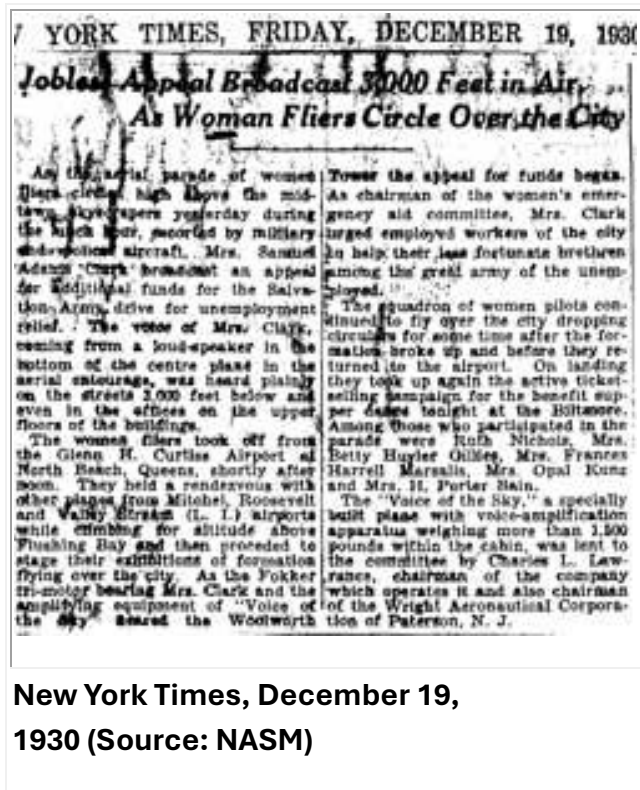 YORK TIMES, FRIDAY, DECEMBER 19, 1930
Jobless Appeal Broadcast 3,000 Feet in Air,
As Woman Fliers Circle Over the City
An the aerial parade of women
fliers circled high above the mid-
town skyscrapers yesterday during
the lunch hour, escorted by military
and police aircraft, Mrs. Samuel
Adams Clark broadcast an appeal
for additional funds for the Salva-
tion Army drive for unemployment
relief. The voice of Mrs. Clark,
coming from a loud-speaker in the
bottom of the centre plane in the
aerial entourage, was heard plainly
on the streets 3,000 feet below and
even in the offices on the upper
floors of the buildings.
The women fliers took off from
the Glenn H. Curtiss Airport at
North Beach, Queens, shortly after
noon. They held a rendezvous with
other planes from Mitchel, Roosevelt
and Valley Stream (L. I.) airports
while climbing for altitude above
Flushing Bay and then proceeded to
stage their exhibitions of formation
flying over the city. As the Fokker
tri-motor bearing Mrs. Clark and the
amplifying equipment of "Voice of
the Sky" neared the Woolworth
Tower the appeal for funds began.
As chairman of the women's emer-
gency aid committee, Mrs. Clark
urged employed workers of the city
to help their less fortunate brethren
among the great army of the unem-
ployed.
The squadron of women pilots con-
tinued to fly over the city dropping
circulars for some time after the for-
mation broke up and before they re-
turned to the airport. On landing
they took up again the active ticket-
selling campaign for the benefit sup-
per dance tonight at the Biltmore.
Among those who participated in the
parade were Ruth Nichols, Mrs.
Betty Huyler Gillies, Mrs. Frances
Harrell Marsalis, Mrs. Opal Kunz
and Mrs. H. Porter Bain.
The "Voice of the Sky," a specially
built plane with voice-amplification
apparatus weighing more than 1,500
pounds within the cabin, was lent to
the committee by Charles L. Law-
rance, chairman of the company
which operates it and also chairman
of the Wright Aeronautical Corpora-
tion of Paterson, N. J.
New York Times, December 19,
1930 (Source: NASM)